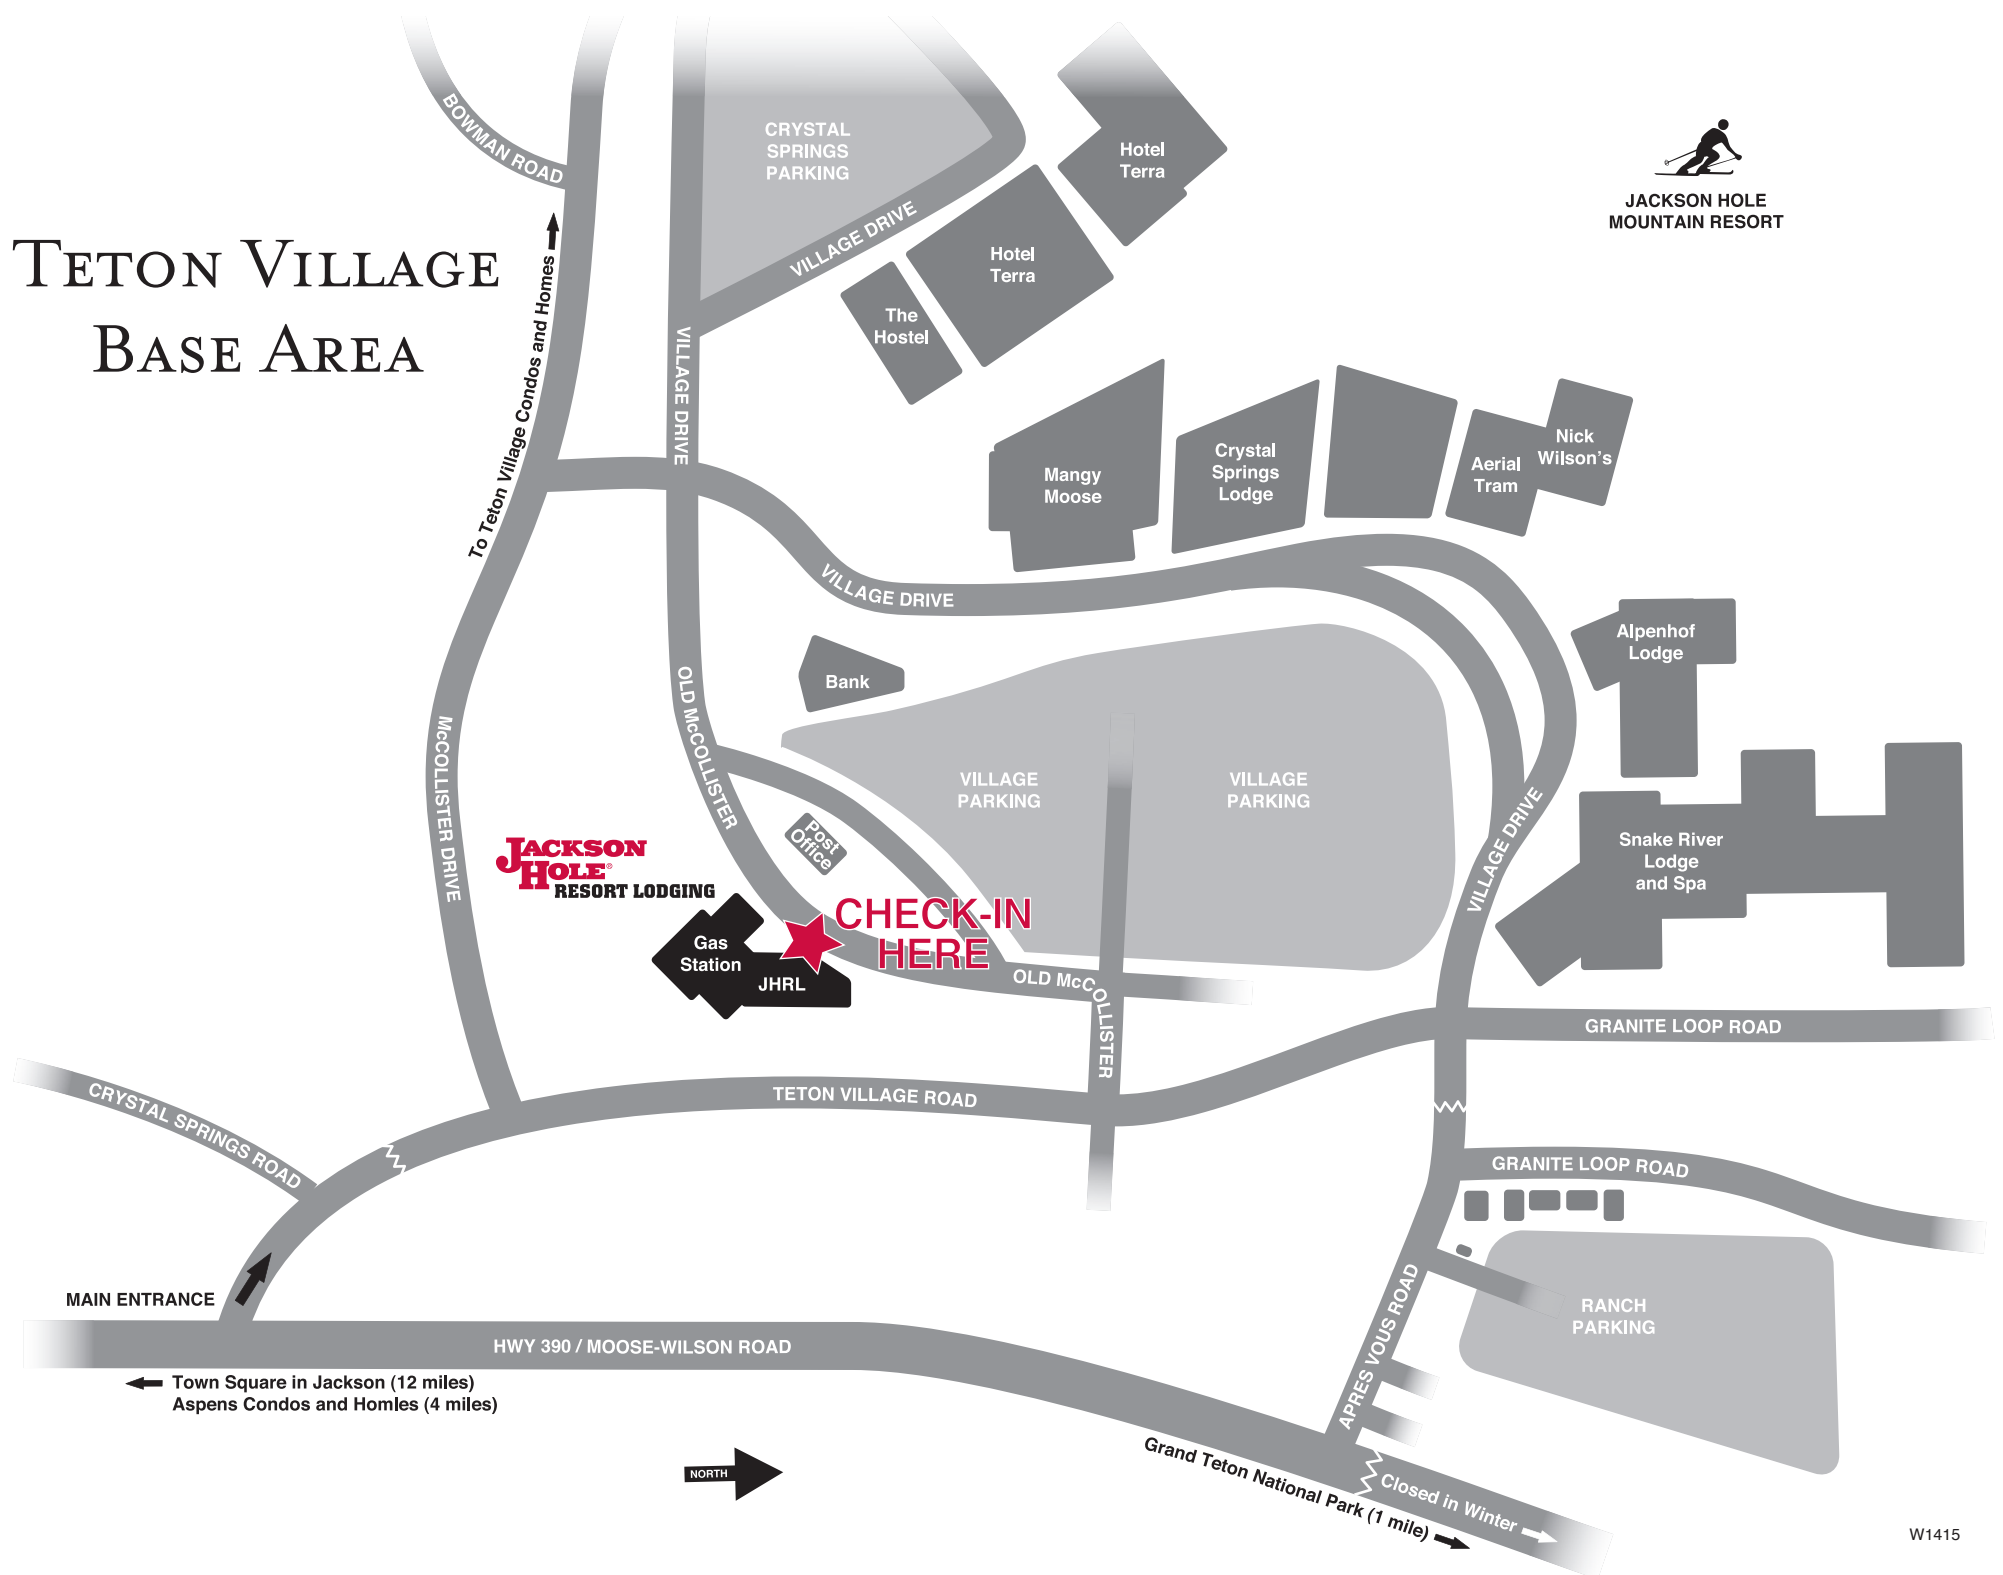 TETON VILLAGE
BASE AREA
BOWMAN ROAD
CRYSTAL
SPRINGS
PARKING
Hotel
Terra
JACKSON HOLE
MOUNTAIN RESORT
VILLAGE DRIVE
Hotel
Terra
The
Hostel
To Teton Village Condos and Homes
VILLAGE DRIVE
Mangy
Moose
Crystal
Springs
Lodge
Aerial
Tram
Nick
Wilson's
VILLAGE DRIVE
Alpenhof
Lodge
Bank
OLD McCOLLISTER
McCOLLISTER DRIVE
VILLAGE
PARKING
VILLAGE
PARKING
VILLAGE DRIVE
Post
Office
Snake River
Lodge
and Spa
JACKSON
HOLE®
RESORT LODGING
CHECK-IN
HERE
Gas
Station
JHRL
OLD McCOLLISTER
GRANITE LOOP ROAD
CRYSTAL SPRINGS ROAD
TETON VILLAGE ROAD
GRANITE LOOP ROAD
MAIN ENTRANCE
RANCH
PARKING
APRES VOUS ROAD
HWY 390 / MOOSE-WILSON ROAD
Town Square in Jackson (12 miles)
Aspens Condos and Homles (4 miles)
NORTH
Grand Teton National Park (1 mile)
Closed in Winter
W1415